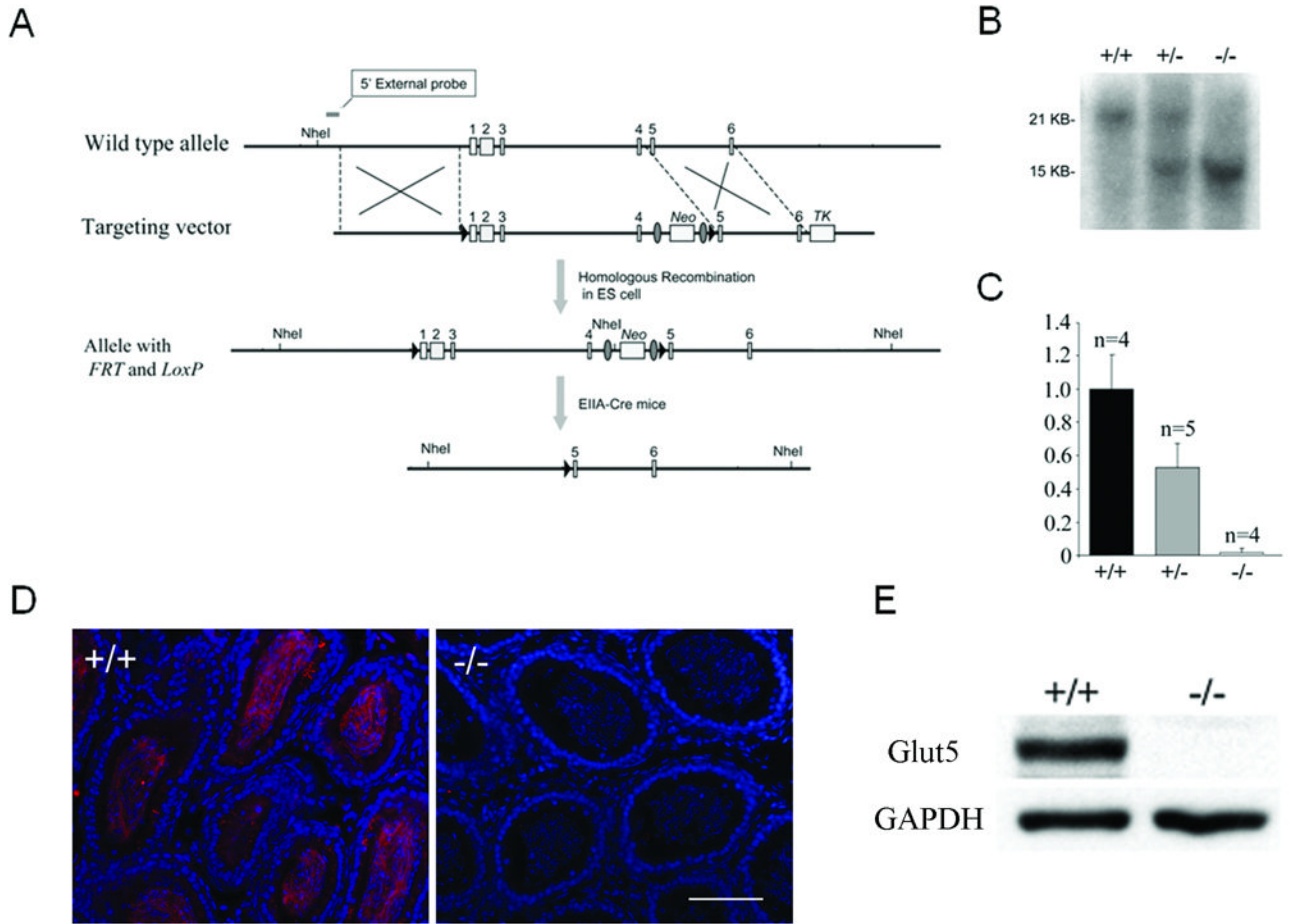 A
5' External probe
NheI
1 2 3 4 5 6
Wild type allele
Targeting vector
1 2 3 4 Neo 5 6 TK
Homologous Recombination
in ES cell
NheI 1 2 3 4 NheI Neo 5 6 NheI
Allele with
FRT and LoxP
EIIA-Cre mice
NheI 5 6 NheI
B
+/+ +/- -/-
21 KB-
15 KB-
C
1.4
1.2
1.0
0.8
0.6
0.4
0.2
0
n=4
n=5
n=4
+/+ +/- -/-
D
+/+
-/-
E
+/+ -/-
Glut5
GAPDH